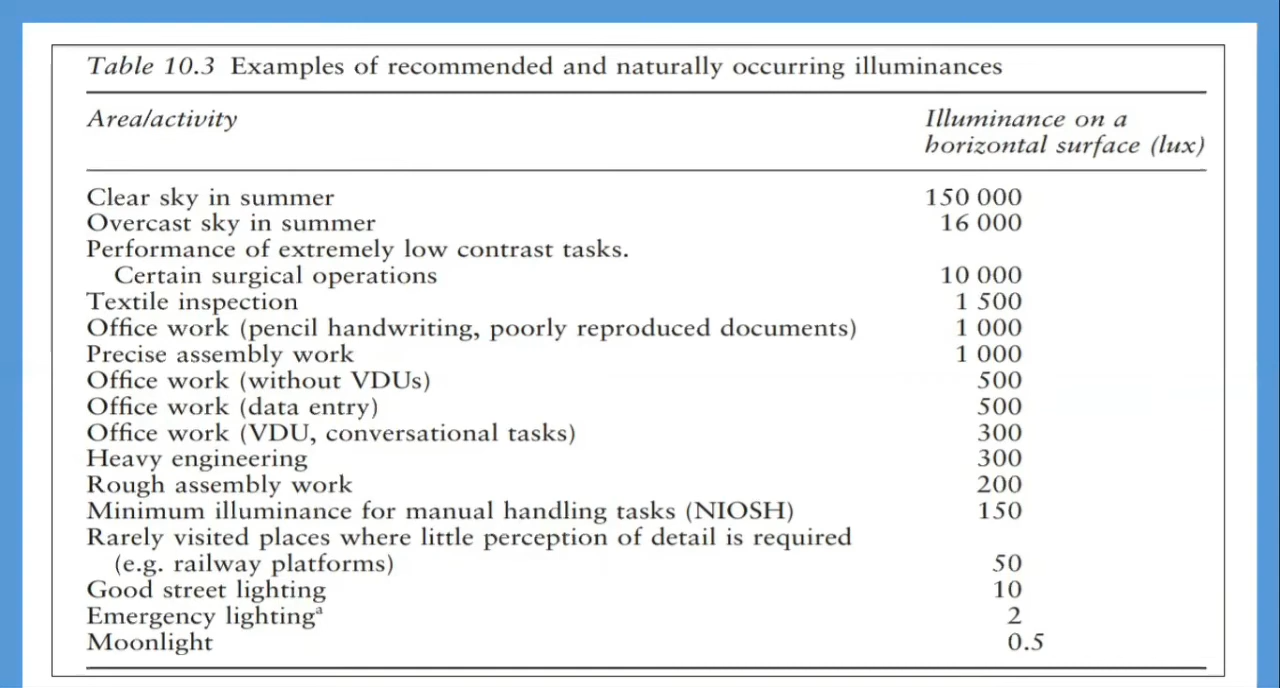 Table 10.3 Examples of recommended and naturally occurring illuminances
Area/activity Illuminance on a
horizontal surface (lux)
Clear sky in summer 150 000
Overcast sky in summer 16 000
Performance of extremely low contrast tasks.
Certain surgical operations 10 000
Textile inspection 1 500
Office work (pencil handwriting, poorly reproduced documents) 1 000
Precise assembly work 1 000
Office work (without VDUs) 500
Office work (data entry) 500
Office work (VDU, conversational tasks) 300
Heavy engineering 300
Rough assembly work 200
Minimum illuminance for manual handling tasks (NIOSH) 150
Rarely visited places where little perception of detail is required
(e.g. railway platforms) 50
Good street lighting 10
Emergency lightingᵃ 2
Moonlight 0.5